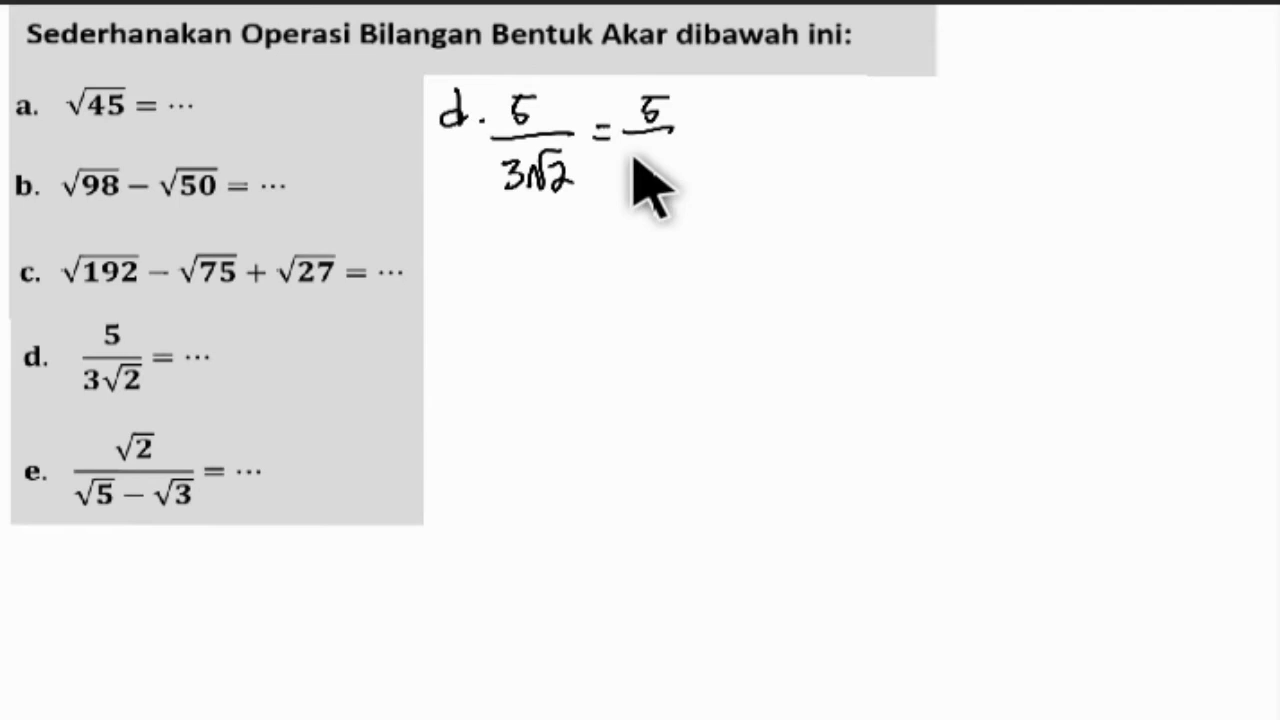 Sederhanakan Operasi Bilangan Bentuk Akar dibawah ini:
a. √45 = ⋯
b. √98 − √50 = ⋯
c. √192 − √75 + √27 = ⋯
d. 5/(3√2) = ⋯
e. √2/(√5 − √3) = ⋯
d. 5/(3√2) = 5/